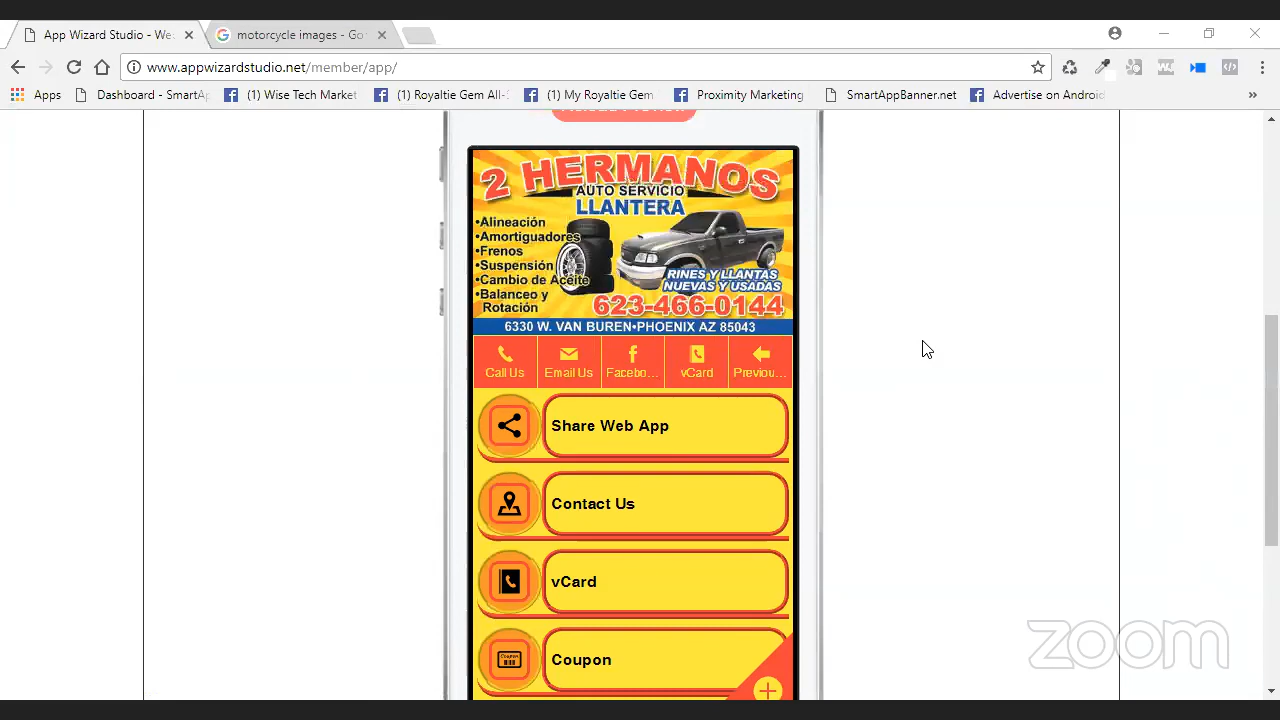 App Wizard Studio - We
motorcycle images - Go
www.appwizardstudio.net/member/app/
Apps
Dashboard - SmartAp
(1) Wise Tech Market
(1) Royaltie Gem All-
(1) My Royaltie Gem
Proximity Marketing
SmartAppBanner.net
Advertise on Android
2 HERMANOS
AUTO SERVICIO
LLANTERA
•Alineación
•Amortiguadores
•Frenos
•Suspensión
•Cambio de Aceite
•Balanceo y
Rotación
RINES Y LLANTAS
NUEVAS Y USADAS
623-466-0144
6330 W. VAN BUREN•PHOENIX AZ 85043
Call Us
Email Us
Facebo...
vCard
Previou...
Share Web App
Contact Us
vCard
Coupon
zoom